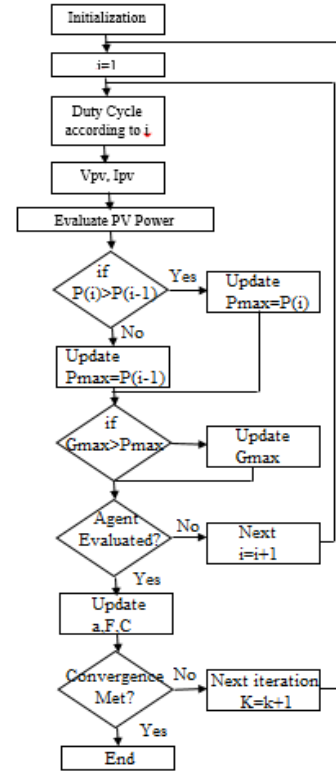 Initialization
i=1
Duty Cycle
according to i
Vpv, Ipv
Evaluate PV Power
if
P(i)>P(i-1)
Yes
Update
Pmax=P(i)
No
Update
Pmax=P(i-1)
if
Gmax>Pmax
Update
Gmax
Agent
Evaluated?
No
Next
i=i+1
Yes
Update
a,F,C
Convergence
Met?
No
Next iteration
K=k+1
Yes
End